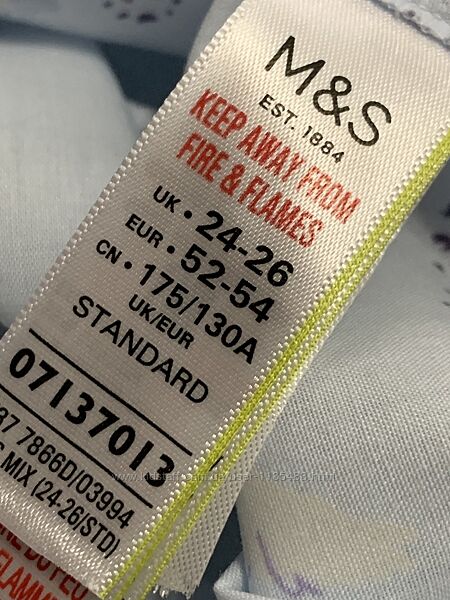 M&S
EST. 1884
KEEP AWAY FROM
FIRE & FLAMES
UK • 24-26
EUR • 52-54
CN • 175/130A
UK/EUR
STANDARD
07137013
7866D/03994
MIX (24-26/STD)